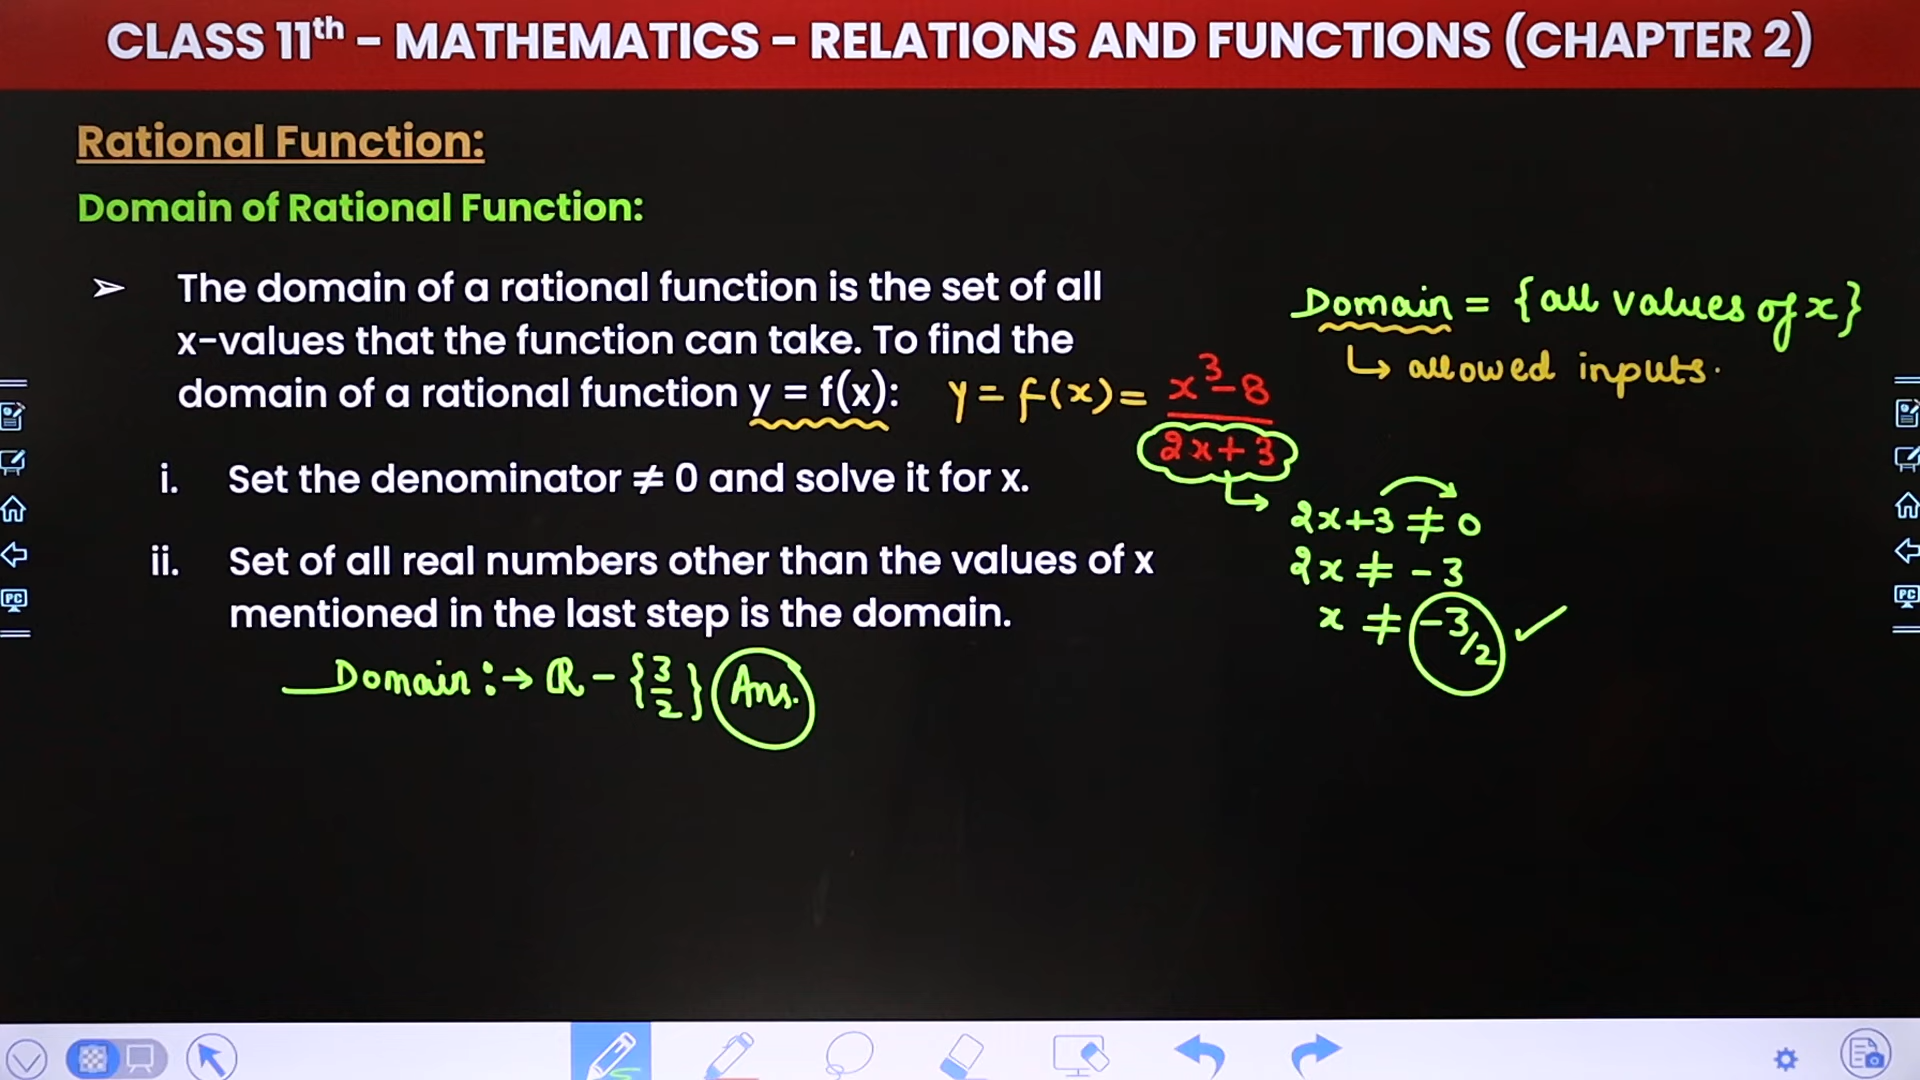 CLASS 11th - MATHEMATICS - RELATIONS AND FUNCTIONS (CHAPTER 2)
Rational Function:
Domain of Rational Function:
➢ The domain of a rational function is the set of all
x-values that the function can take. To find the
domain of a rational function y = f(x):
y = f(x) = x³-8 / 2x+3
Domain = {all values of x}
↳ allowed inputs.
i. Set the denominator ≠ 0 and solve it for x.
2x+3 ≠ 0
2x ≠ -3
x ≠ -3/2 ✓
ii. Set of all real numbers other than the values of x
mentioned in the last step is the domain.
Domain :→ R - {3/2} Ans.
PC
PC